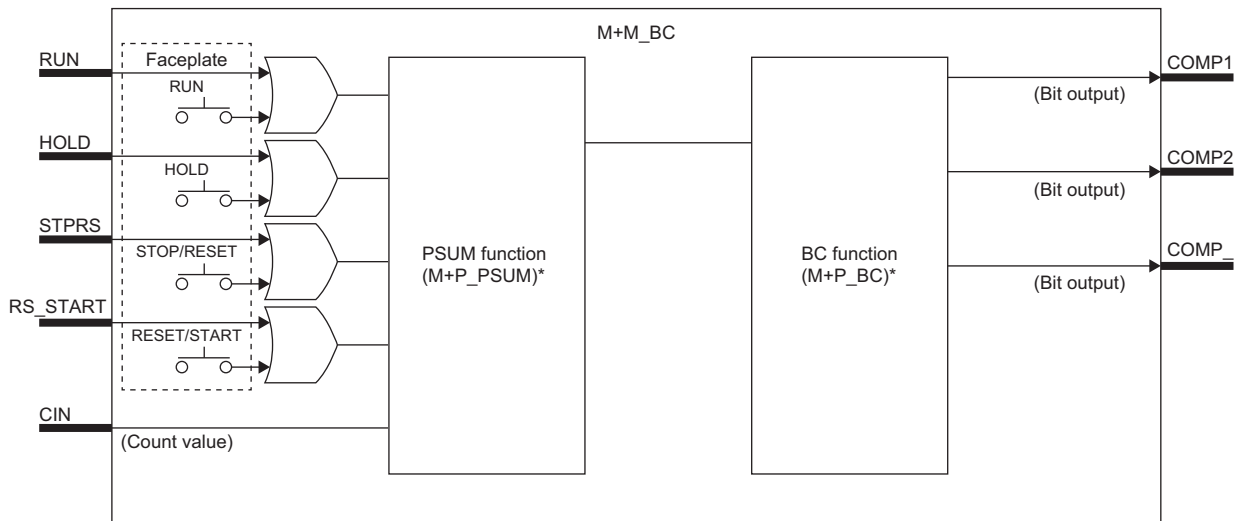 M+M_BC
RUN
Faceplate
RUN
HOLD
HOLD
STPRS
STOP/RESET
RS_START
RESET/START
CIN
(Count value)
PSUM function
(M+P_PSUM)*
BC function
(M+P_BC)*
COMP1
(Bit output)
COMP2
(Bit output)
COMP_
(Bit output)